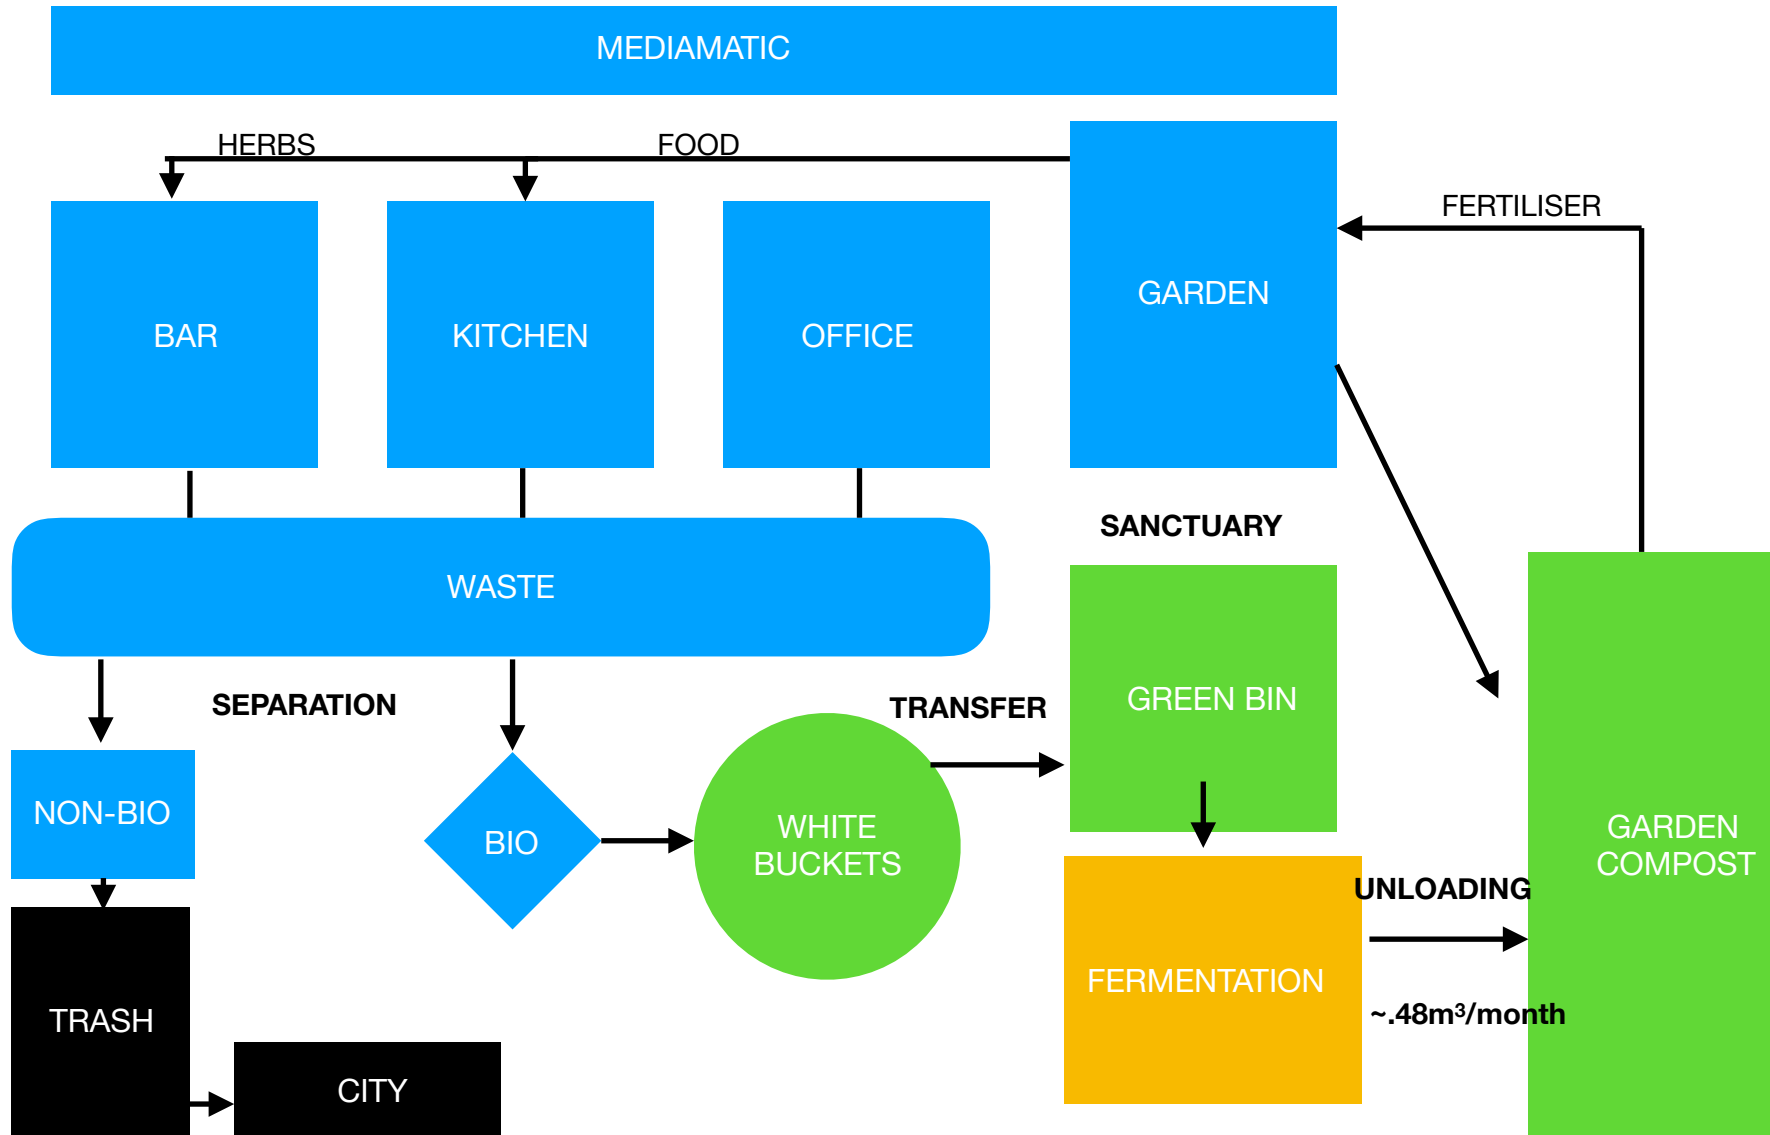 MEDIAMATIC
HERBS
FOOD
FERTILISER
BAR
KITCHEN
OFFICE
GARDEN
SANCTUARY
WASTE
SEPARATION
TRANSFER
GREEN BIN
NON-BIO
BIO
WHITE
BUCKETS
GARDEN
COMPOST
UNLOADING
FERMENTATION
~.48m³/month
TRASH
CITY